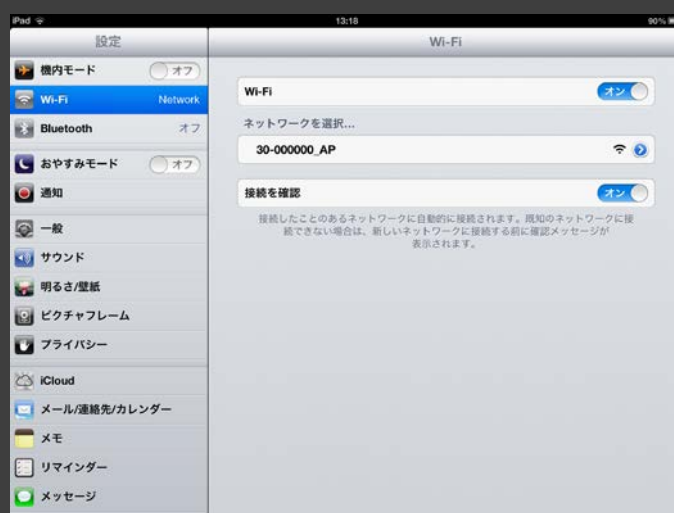 iPad 13:18 90%
設定
Wi-Fi
機内モード オフ
Wi-Fi Network
Bluetooth オフ
おやすみモード オフ
通知
一般
サウンド
明るさ/壁紙
ピクチャフレーム
プライバシー
iCloud
メール/連絡先/カレンダー
メモ
リマインダー
メッセージ
Wi-Fi オン
ネットワークを選択...
30-000000_AP
接続を確認 オン
接続したことのあるネットワークに自動的に接続されます。既知のネットワークに接
続できない場合は、新しいネットワークに接続する前に確認メッセージが
表示されます。